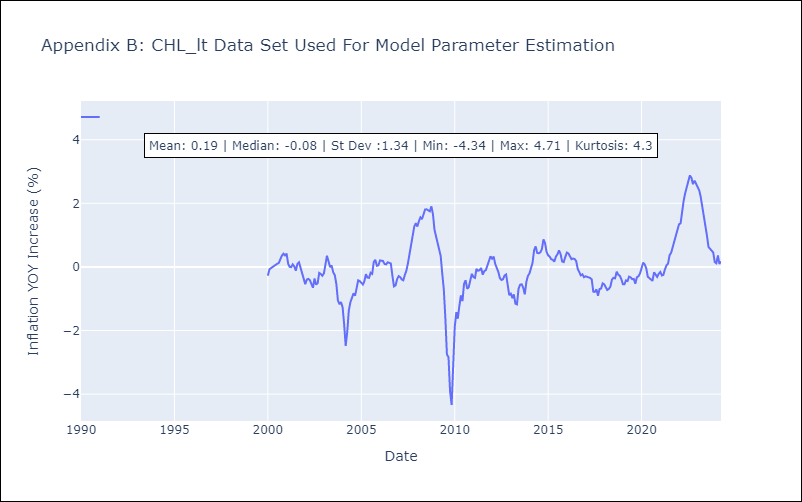 Appendix B: CHL_lt Data Set Used For Model Parameter Estimation
Mean: 0.19 | Median: -0.08 | St Dev :1.34 | Min: -4.34 | Max: 4.71 | Kurtosis: 4.3
Inflation YOY Increase (%)
4
2
0
−2
−4
1990 1995 2000 2005 2010 2015 2020
Date